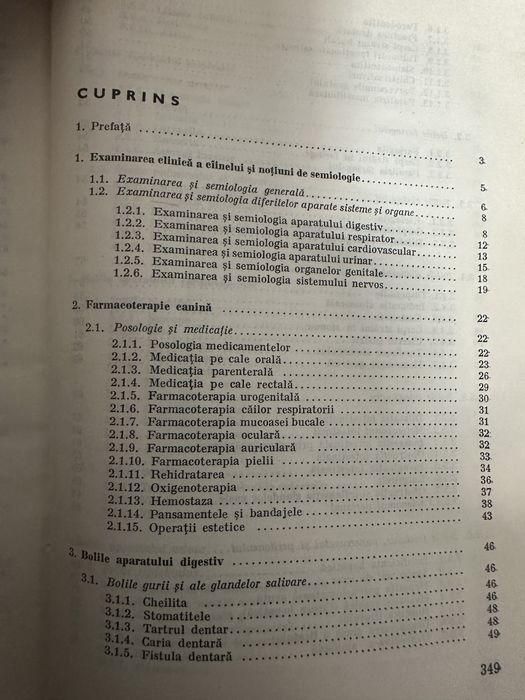 CUPRINS
1. Prefață ........ 3
1. Examinarea clinică a cîinelui și noțiuni de semiologie ........ 5
1.1. Examinarea și semiologia generală ........ 6
1.2. Examinarea și semiologia diferitelor aparate sisteme și organe ........ 8
1.2.1. Examinarea și semiologia aparatului digestiv ........ 8
1.2.2. Examinarea și semiologia aparatului respirator ........ 12
1.2.3. Examinarea și semiologia aparatului cardiovascular ........ 13
1.2.4. Examinarea și semiologia aparatului urinar ........ 15
1.2.5. Examinarea și semiologia organelor genitale ........ 18
1.2.6. Examinarea și semiologia sistemului nervos ........ 19
2. Farmacoterapie canină ........ 22
2.1. Posologie și medicație ........ 22
2.1.1. Posologia medicamentelor ........ 22
2.1.2. Medicația pe cale orală ........ 23
2.1.3. Medicația parenterală ........ 26
2.1.4. Medicația pe cale rectală ........ 29
2.1.5. Farmacoterapia urogenitală ........ 30
2.1.6. Farmacoterapia căilor respiratorii ........ 31
2.1.7. Farmacoterapia mucoasei bucale ........ 31
2.1.8. Farmacoterapia oculară ........ 32
2.1.9. Farmacoterapia auriculară ........ 32
2.1.10. Farmacoterapia pielii ........ 33
2.1.11. Rehidratarea ........ 34
2.1.12. Oxigenoterapia ........ 36
2.1.13. Hemostaza ........ 37
2.1.14. Pansamentele și bandajele ........ 38
2.1.15. Operații estetice ........ 43
3. Bolile aparatului digestiv ........ 46
3.1. Bolile gurii și ale glandelor salivare ........ 46
3.1.1. Cheilita ........ 46
3.1.2. Stomatitele ........ 46
3.1.3. Tartrul dentar ........ 48
3.1.4. Caria dentară ........ 48
3.1.5. Fistula dentară ........ 49
349